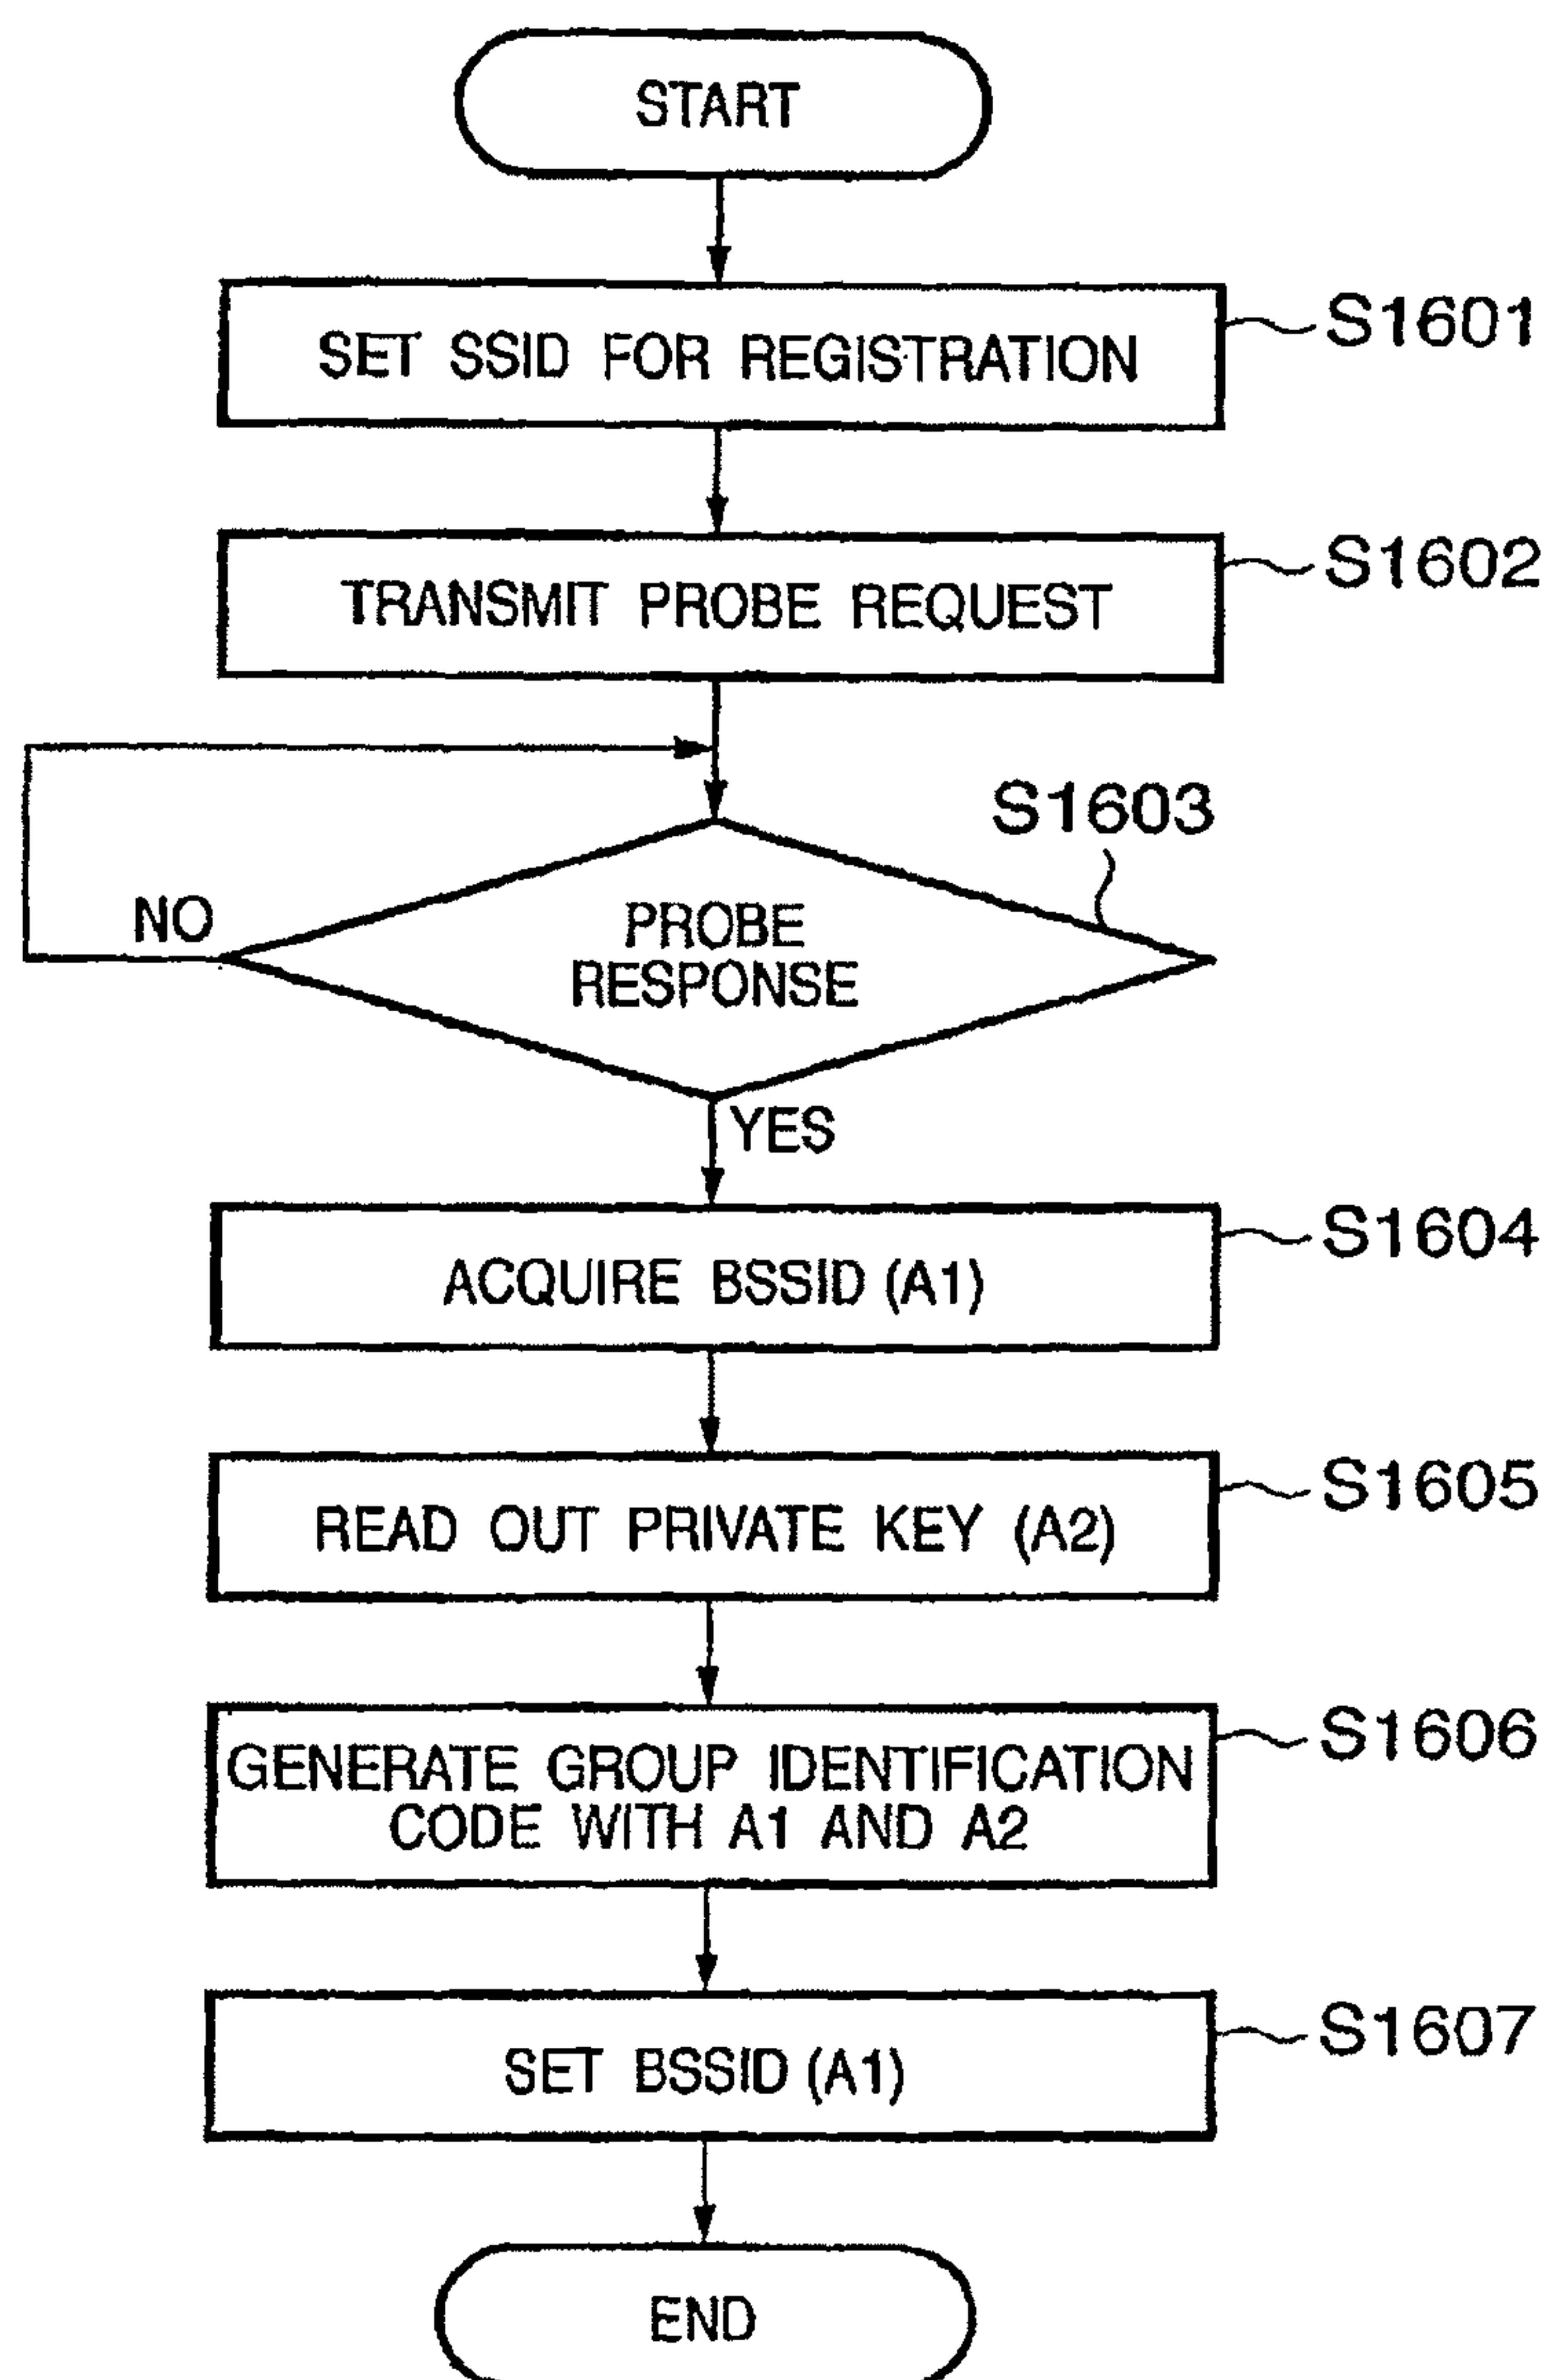 START
SET SSID FOR REGISTRATION
S1601
TRANSMIT PROBE REQUEST
S1602
S1603
NO
PROBE
RESPONSE
YES
ACQUIRE BSSID (A1)
S1604
READ OUT PRIVATE KEY (A2)
S1605
GENERATE GROUP IDENTIFICATION
CODE WITH A1 AND A2
S1606
SET BSSID (A1)
S1607
END